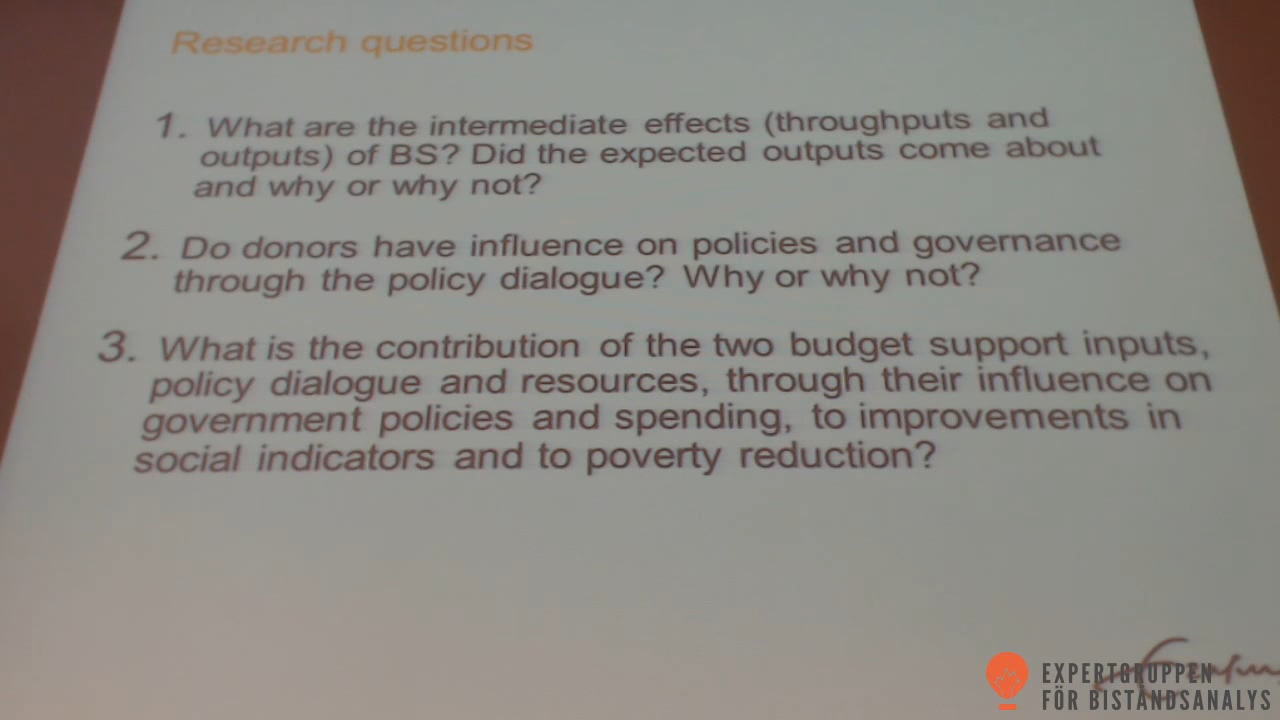 Research questions
1. What are the intermediate effects (throughputs and
outputs) of BS? Did the expected outputs come about
and why or why not?
2. Do donors have influence on policies and governance
through the policy dialogue? Why or why not?
3. What is the contribution of the two budget support inputs,
policy dialogue and resources, through their influence on
government policies and spending, to improvements in
social indicators and to poverty reduction?
EXPERTGRUPPEN
FÖR BISTANDSANALYS